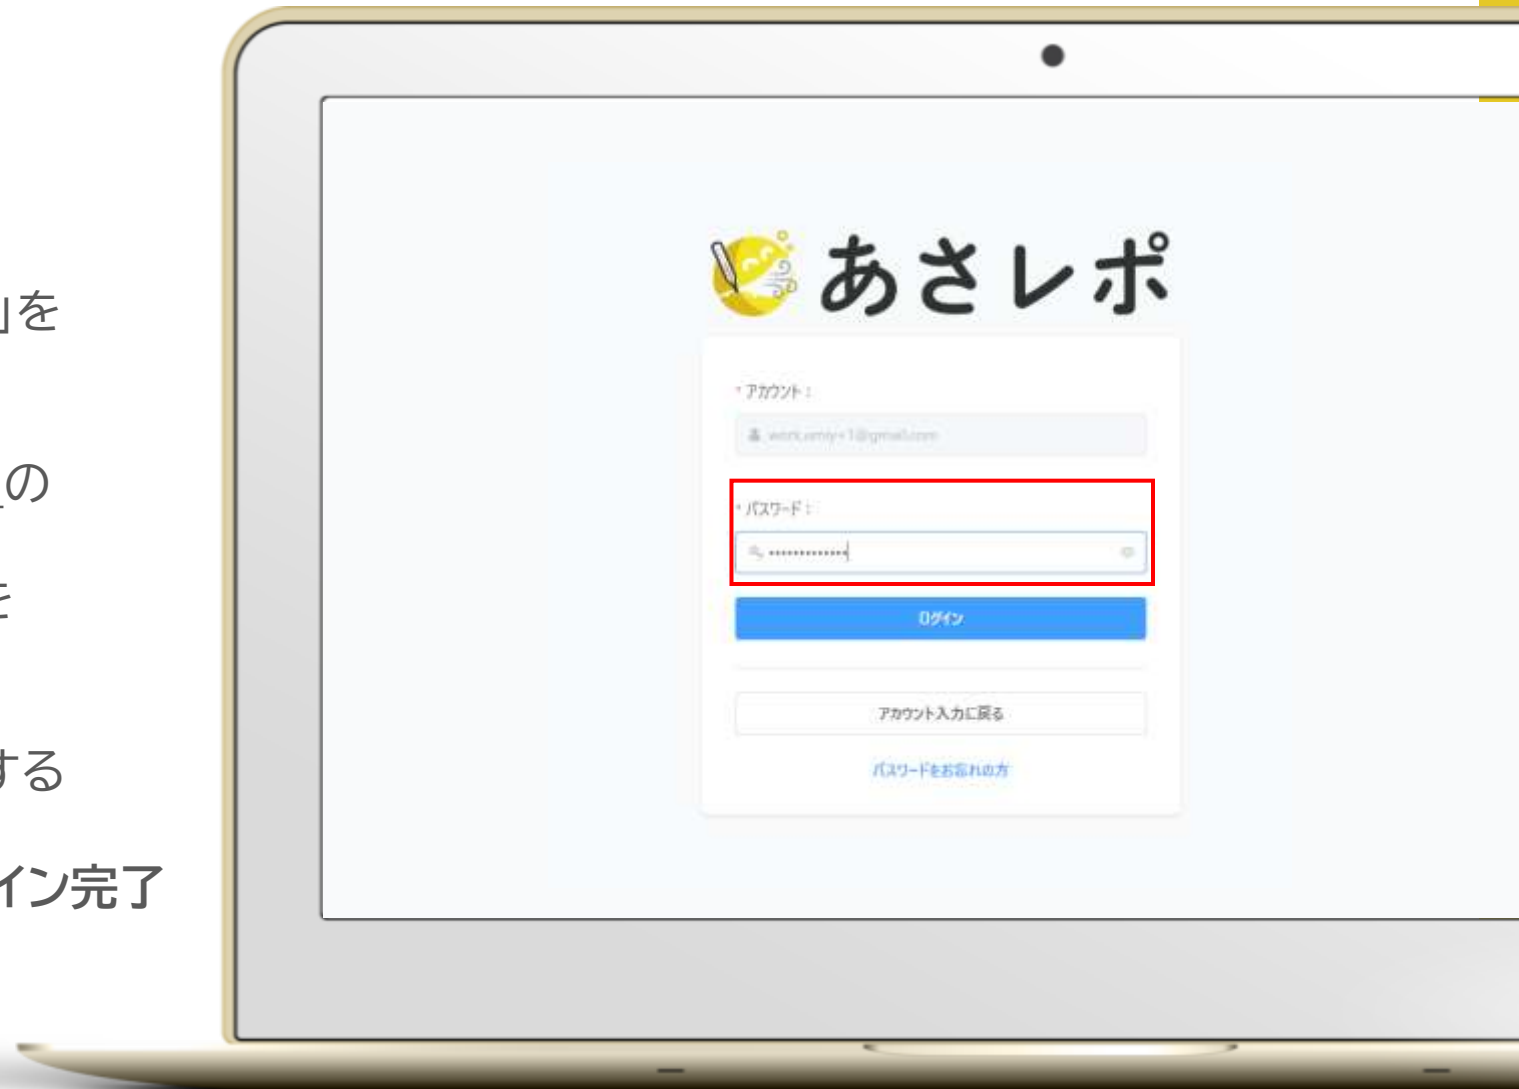 」を
の
を
する
イン完了
あさレポ
* アカウント：
* パスワード：
•••••••••••••
ログイン
アカウント入力に戻る
パスワードをお忘れの方